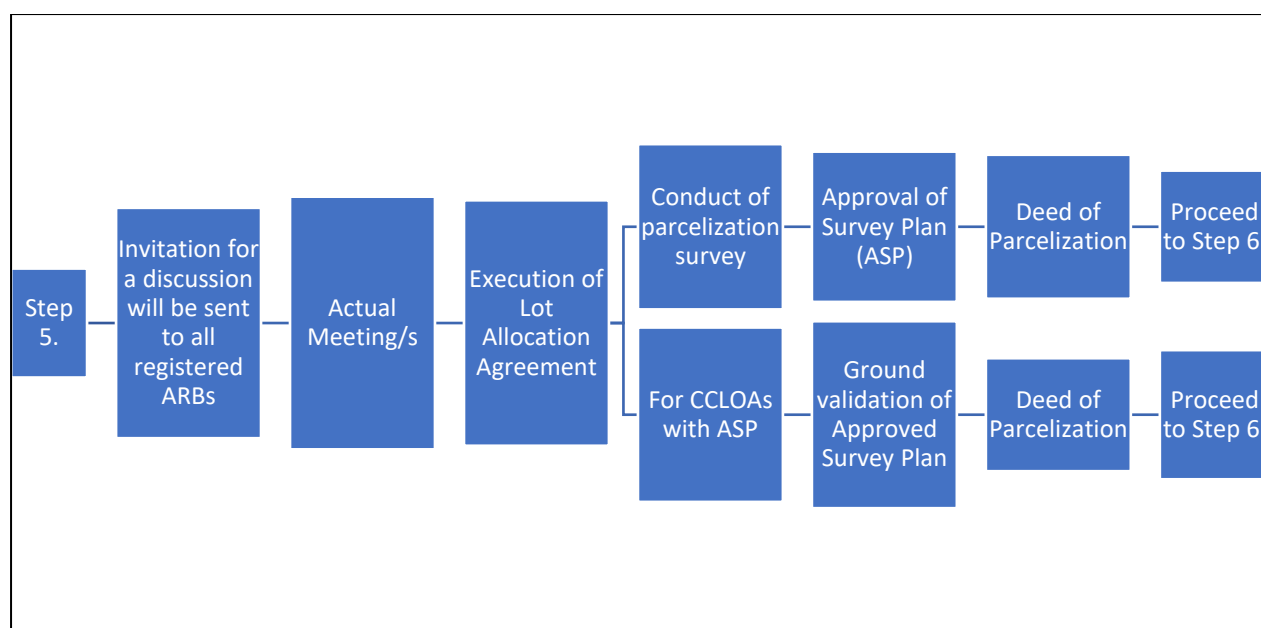 Step
5.
Invitation for
a discussion
will be sent
to all
registered
ARBs
Actual
Meeting/s
Execution of
Lot
Allocation
Agreement
Conduct of
parcelization
survey
Approval of
Survey Plan
(ASP)
Deed of
Parcelization
Proceed
to Step 6
For CCLOAs
with ASP
Ground
validation of
Approved
Survey Plan
Deed of
Parcelization
Proceed
to Step 6